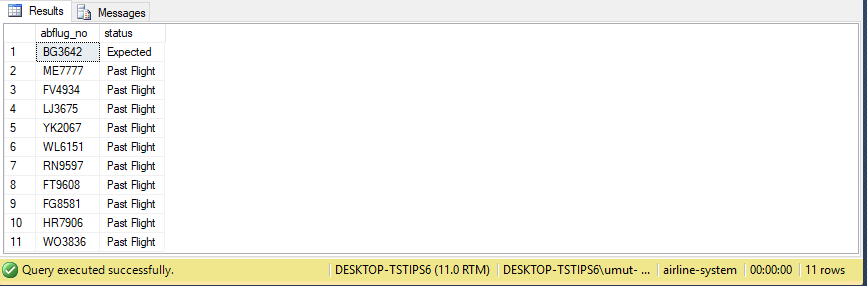 Results Messages
abflug_no status
1 BG3642 Expected
2 ME7777 Past Flight
3 FV4934 Past Flight
4 LJ3675 Past Flight
5 YK2067 Past Flight
6 WL6151 Past Flight
7 RN9597 Past Flight
8 FT9608 Past Flight
9 FG8581 Past Flight
10 HR7906 Past Flight
11 WO3836 Past Flight
Query executed successfully. DESKTOP-TSTIPS6 (11.0 RTM) DESKTOP-TSTIPS6\umut- ... airline-system 00:00:00 11 rows